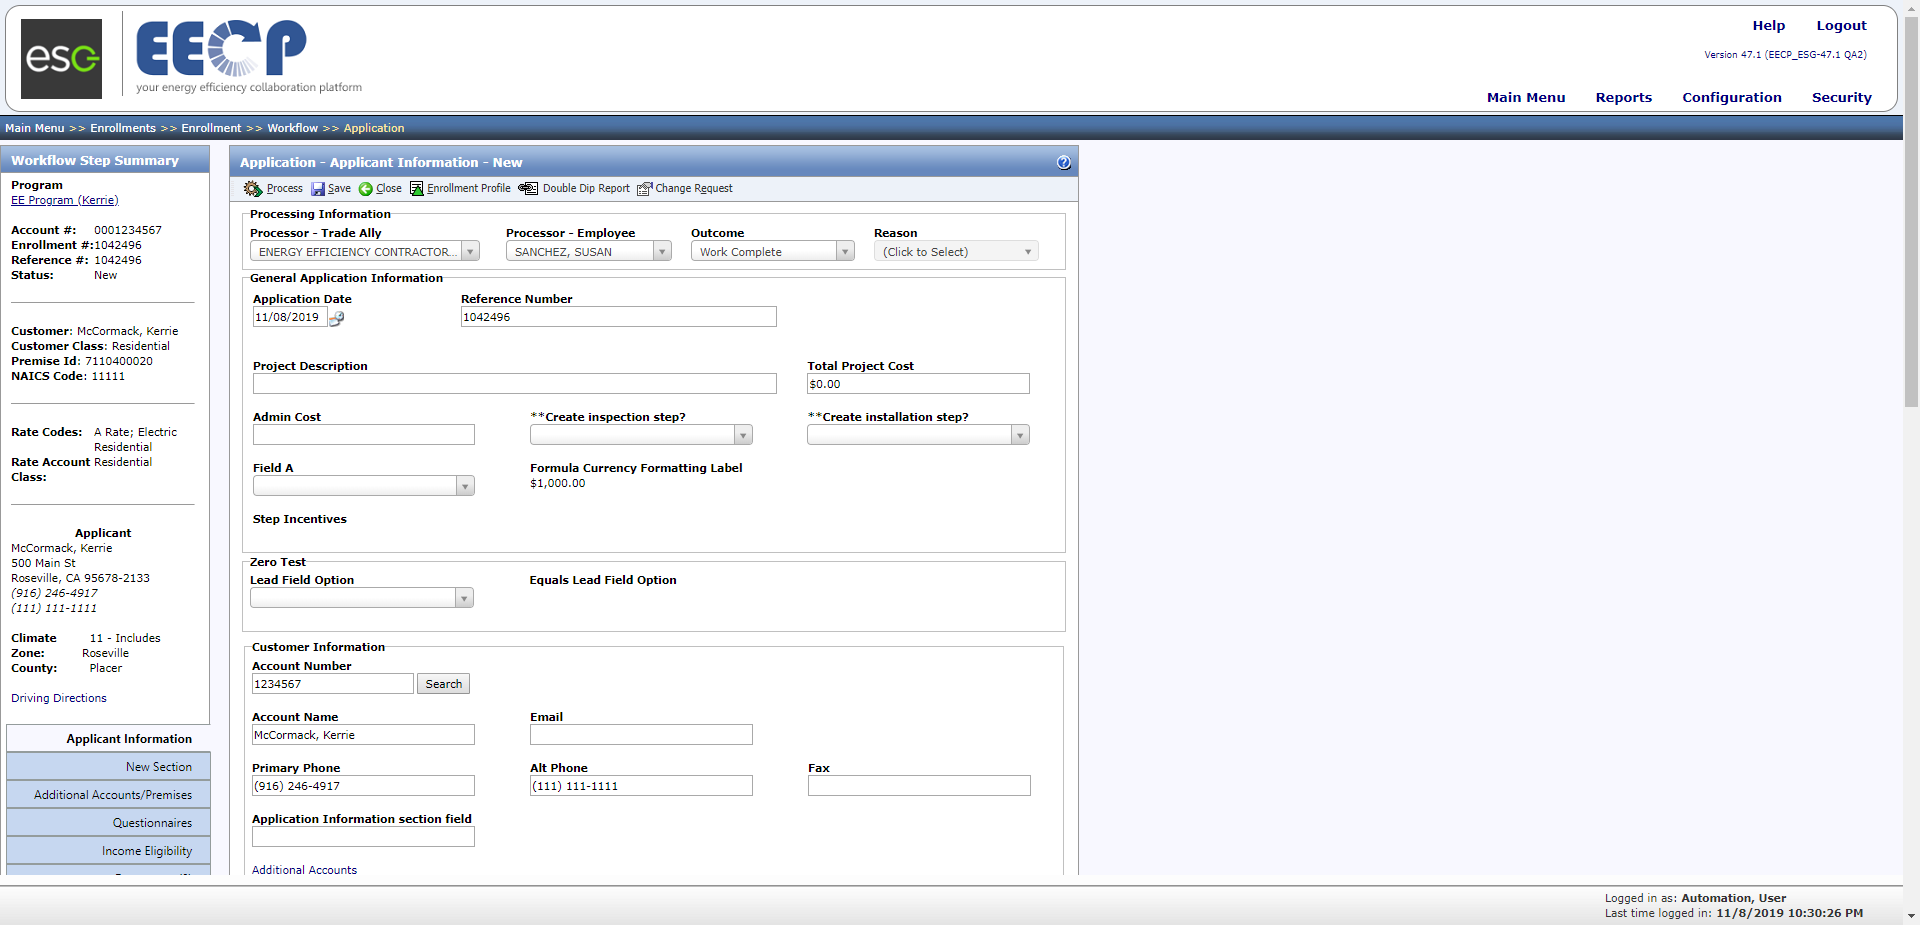 esg
EECP
your energy efficiency collaboration platform
Help Logout
Version 47.1 (EECP_ESG-47.1 QA2)
Main Menu Reports Configuration Security
Main Menu >> Enrollments >> Enrollment >> Workflow >> Application
Workflow Step Summary
Program
EE Program (Kerrie)
Account #: 0001234567
Enrollment #:1042496
Reference #: 1042496
Status: New
Customer: McCormack, Kerrie
Customer Class: Residential
Premise Id: 7110400020
NAICS Code: 11111
Rate Codes: A Rate; Electric
Residential
Rate Account Residential
Class:
Applicant
McCormack, Kerrie
500 Main St
Roseville, CA 95678-2133
(916) 246-4917
(111) 111-1111
Climate 11 - Includes
Zone: Roseville
County: Placer
Driving Directions
Applicant Information
New Section
Additional Accounts/Premises
Questionnaires
Income Eligibility
Application - Applicant Information - New
Process Save Close Enrollment Profile Double Dip Report Change Request
Processing Information
Processor - Trade Ally Processor - Employee Outcome Reason
ENERGY EFFICIENCY CONTRACTOR... SANCHEZ, SUSAN Work Complete (Click to Select)
General Application Information
Application Date Reference Number
11/08/2019 1042496
Project Description Total Project Cost
$0.00
Admin Cost **Create inspection step? **Create installation step?
Field A Formula Currency Formatting Label
$1,000.00
Step Incentives
Zero Test
Lead Field Option Equals Lead Field Option
Customer Information
Account Number
1234567 Search
Account Name Email
McCormack, Kerrie
Primary Phone Alt Phone Fax
(916) 246-4917 (111) 111-1111
Application Information section field
Additional Accounts
Logged in as: Automation, User
Last time logged in: 11/8/2019 10:30:26 PM